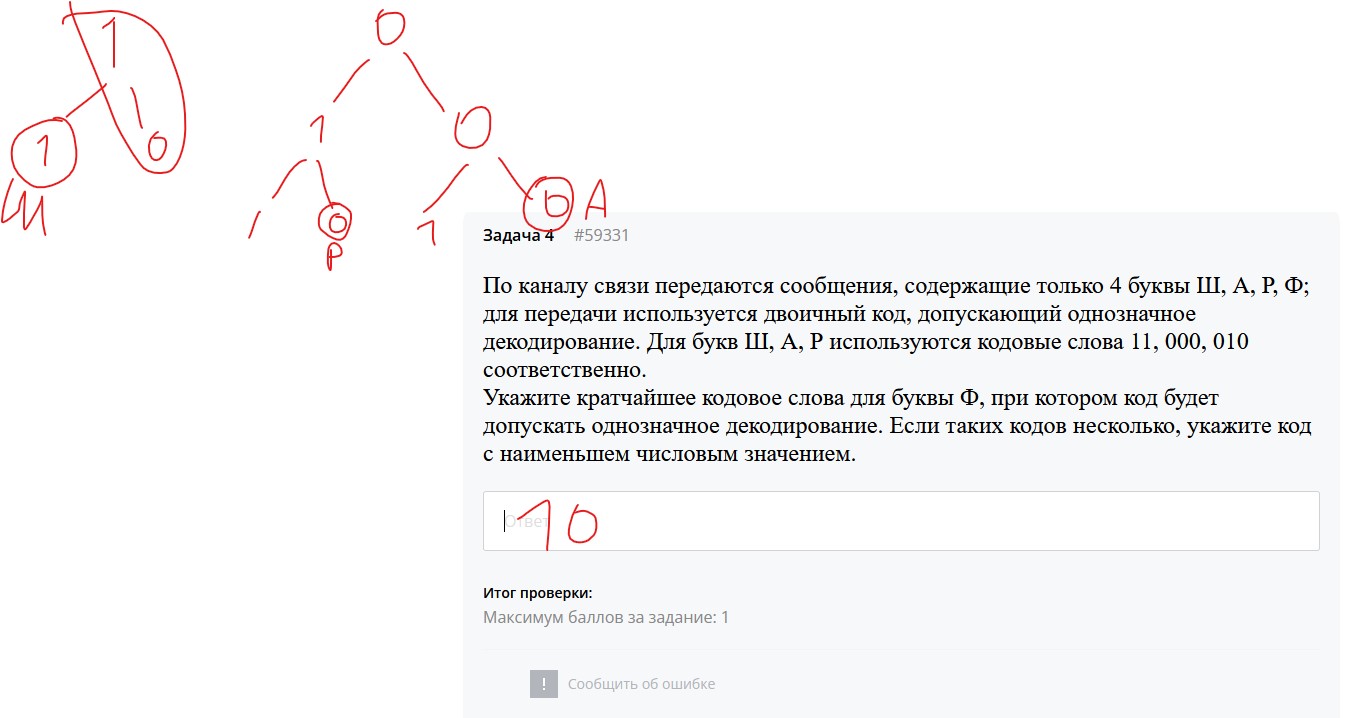 1
0
1
0
1
0
Ш
1
0
1
0
А
Р
Задача 4 #59331
По каналу связи передаются сообщения, содержащие только 4 буквы Ш, А, Р, Ф;
для передачи используется двоичный код, допускающий однозначное
декодирование. Для букв Ш, А, Р используются кодовые слова 11, 000, 010
соответственно.
Укажите кратчайшее кодовое слова для буквы Ф, при котором код будет
допускать однозначное декодирование. Если таких кодов несколько, укажите код
с наименьшем числовым значением.
Ответ
10
Итог проверки:
Максимум баллов за задание: 1
! Сообщить об ошибке